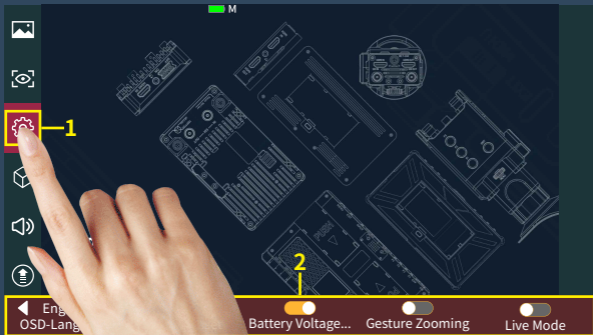 M
1
2
Eng
OSD-Lang
Battery Voltage...
Gesture Zooming
Live Mode